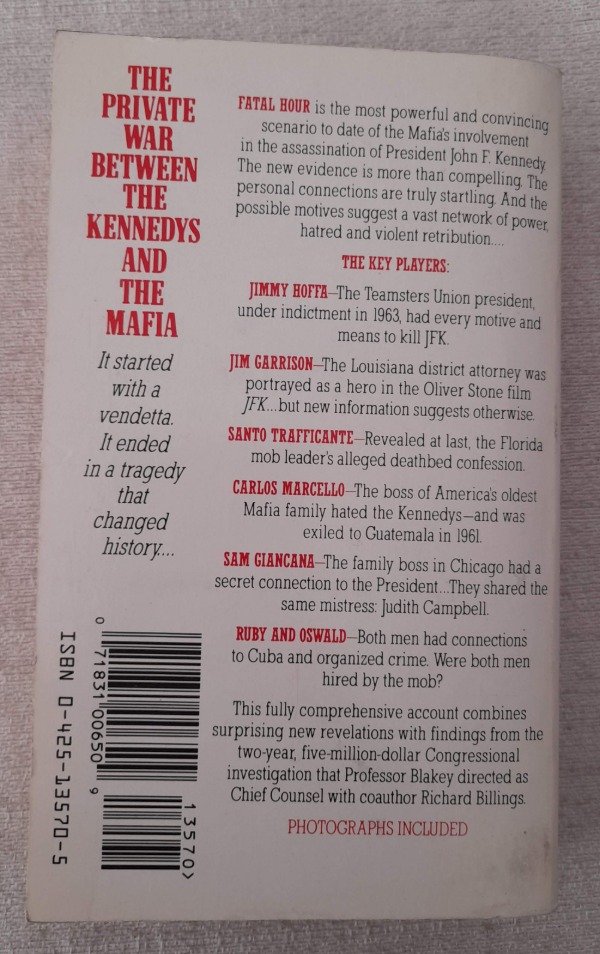 THE
PRIVATE
WAR
BETWEEN
THE
KENNEDYS
AND
THE
MAFIA
It started
with a
vendetta.
It ended
in a tragedy
that
changed
history....
FATAL HOUR is the most powerful and convincing
scenario to date of the Mafia's involvement
in the assassination of President John F. Kennedy.
The new evidence is more than compelling. The
personal connections are truly startling. And the
possible motives suggest a vast network of power,
hatred and violent retribution....
THE KEY PLAYERS:
JIMMY HOFFA—The Teamsters Union president,
under indictment in 1963, had every motive and
means to kill JFK.
JIM GARRISON—The Louisiana district attorney was
portrayed as a hero in the Oliver Stone film
JFK...but new information suggests otherwise.
SANTO TRAFFICANTE—Revealed at last, the Florida
mob leader's alleged deathbed confession.
CARLOS MARCELLO—The boss of America's oldest
Mafia family hated the Kennedys—and was
exiled to Guatemala in 1961.
SAM GIANCANA—The family boss in Chicago had a
secret connection to the President...They shared the
same mistress: Judith Campbell.
RUBY AND OSWALD—Both men had connections
to Cuba and organized crime. Were both men
hired by the mob?
This fully comprehensive account combines
surprising new revelations with findings from the
two-year, five-million-dollar Congressional
investigation that Professor Blakey directed as
Chief Counsel with coauthor Richard Billings.
PHOTOGRAPHS INCLUDED
ISBN 0-425-13570-5
0 71831 00650 9
13570>